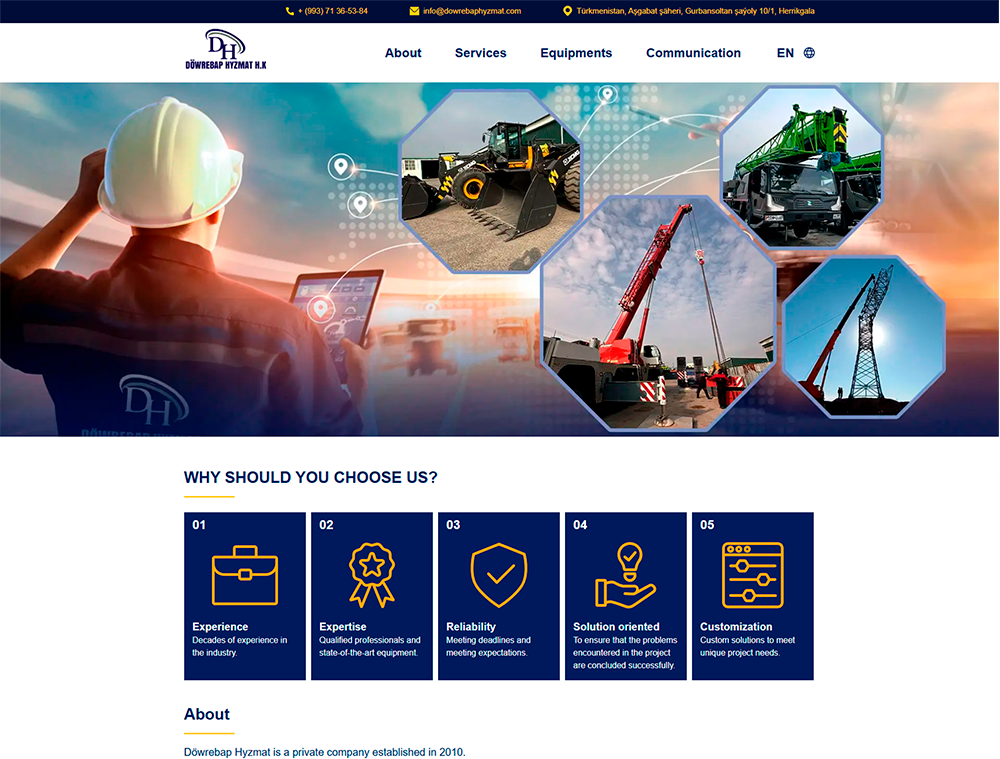 + (993) 71 36-53-84 info@dowrebaphyzmat.com Türkmenistan, Aşgabat şäheri, Gurbansoltan şaýoly 10/1, Herrikgala
DH
DÖWREBAP HYZMAT H.K
About Services Equipments Communication EN
DH
WHY SHOULD YOU CHOOSE US?
01
Experience
Decades of experience in
the industry.
02
Expertise
Qualified professionals and
state-of-the-art equipment.
03
Reliability
Meeting deadlines and
meeting expectations.
04
Solution oriented
To ensure that the problems
encountered in the project
are concluded successfully.
05
Customization
Custom solutions to meet
unique project needs.
About
Döwrebap Hyzmat is a private company established in 2010.